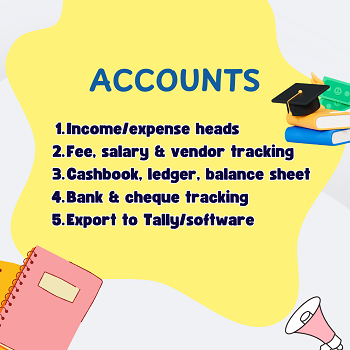 ACCOUNTS
1.Income/expense heads
2.Fee, salary & vendor tracking
3.Cashbook, ledger, balance sheet
4.Bank & cheque tracking
5.Export to Tally/software